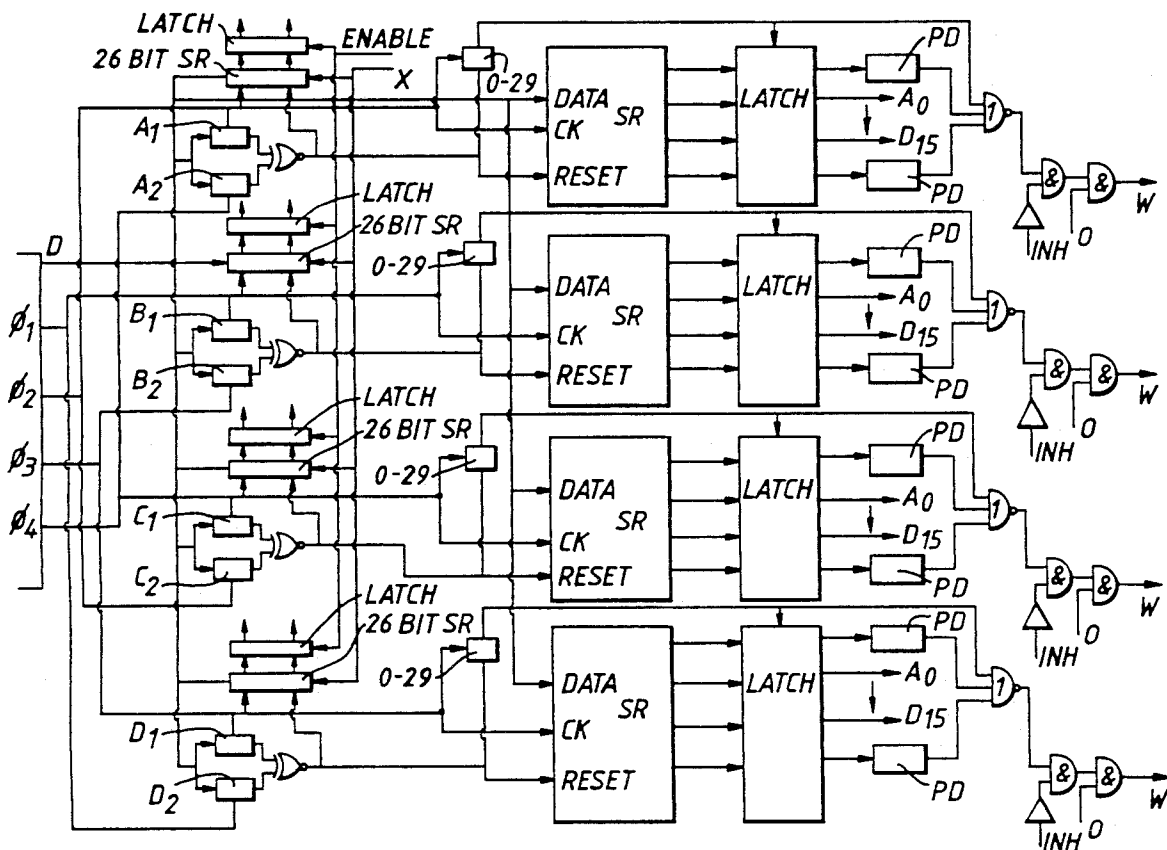 LATCH
26 BIT SR
ENABLE
X
0-29
DATA
SR
CK
RESET
LATCH
PD
A0
D15
PD
1
&
&
W
INH
O
A1
A2
LATCH
26 BIT SR
D
0-29
DATA
SR
CK
RESET
LATCH
PD
A0
D15
PD
1
&
&
W
INH
O
Ø1
B1
B2
Ø2
LATCH
26 BIT SR
Ø3
0-29
DATA
SR
CK
RESET
LATCH
PD
A0
D15
PD
1
&
&
W
INH
O
Ø4
C1
C2
LATCH
26 BIT SR
0-29
DATA
SR
CK
RESET
LATCH
PD
A0
D15
PD
1
&
&
W
INH
O
D1
D2